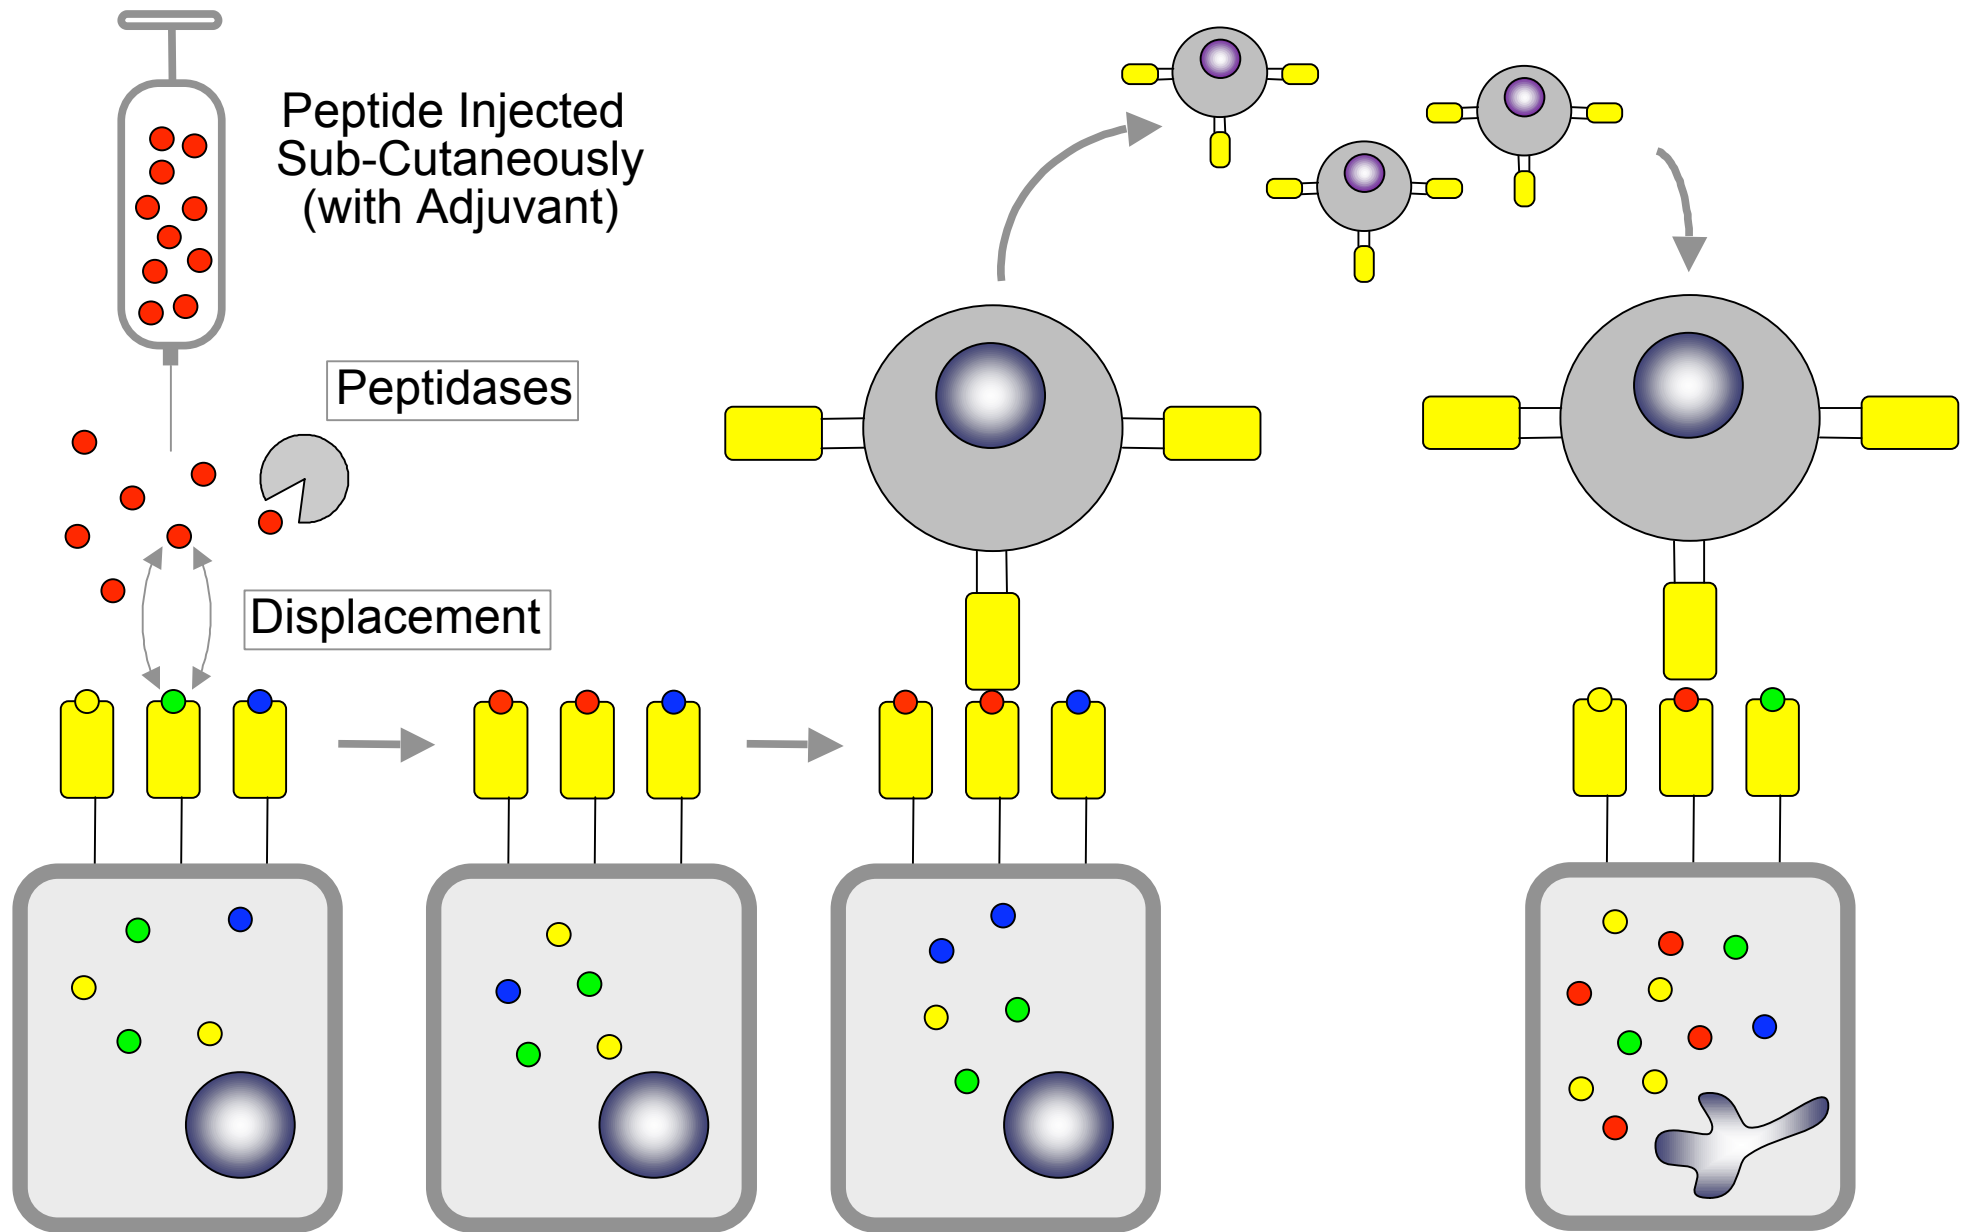 Peptide Injected
Sub-Cutaneously
(with Adjuvant)
Peptidases
Displacement